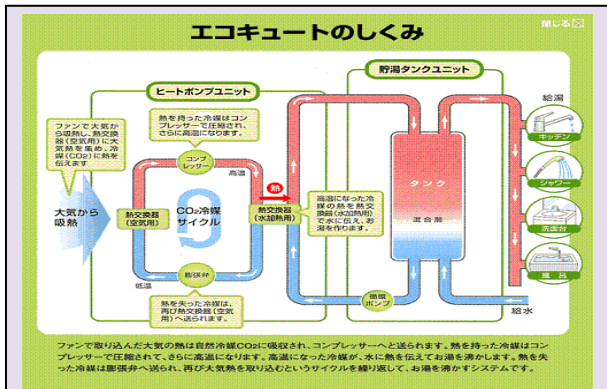 エコキュートのしくみ
閉じる
ヒートポンプユニット
貯湯タンクユニット
ファンで大気か
ら吸熱し、熱交換
器(空気用)に大
気熱を集め、冷
媒(CO2)に熱を
伝えます
熱を持った冷媒はコン
プレッサーで圧縮され、
さらに高温になります。
コンプ
レッサー
高温
熱
大気から
吸熱
熱交換器
(空気用)
CO2冷媒
サイクル
熱交換器
(水加熱用)
高温になった冷
媒の熱を熱交
換器(水加熱用)
で水に伝え、お
湯を作ります。
膨張弁
低温
熱を失った冷媒は、
再び熱交換器(空気
用)へ送られます。
タンク
混合層
循環
ポンプ
給湯
キッチン
シャワー
洗面台
風呂
給水
ファンで取り込んだ大気の熱は自然冷媒CO2に吸収され、コンプレッサーへと送られます。熱を持った冷媒はコン
プレッサーで圧縮されて、さらに高温になります。高温になった冷媒が、水に熱を伝えてお湯を沸かします。熱を失
った冷媒は膨張弁へ送られ、再び大気熱を取り込むというサイクルを繰り返して、お湯を沸かすシステムです。